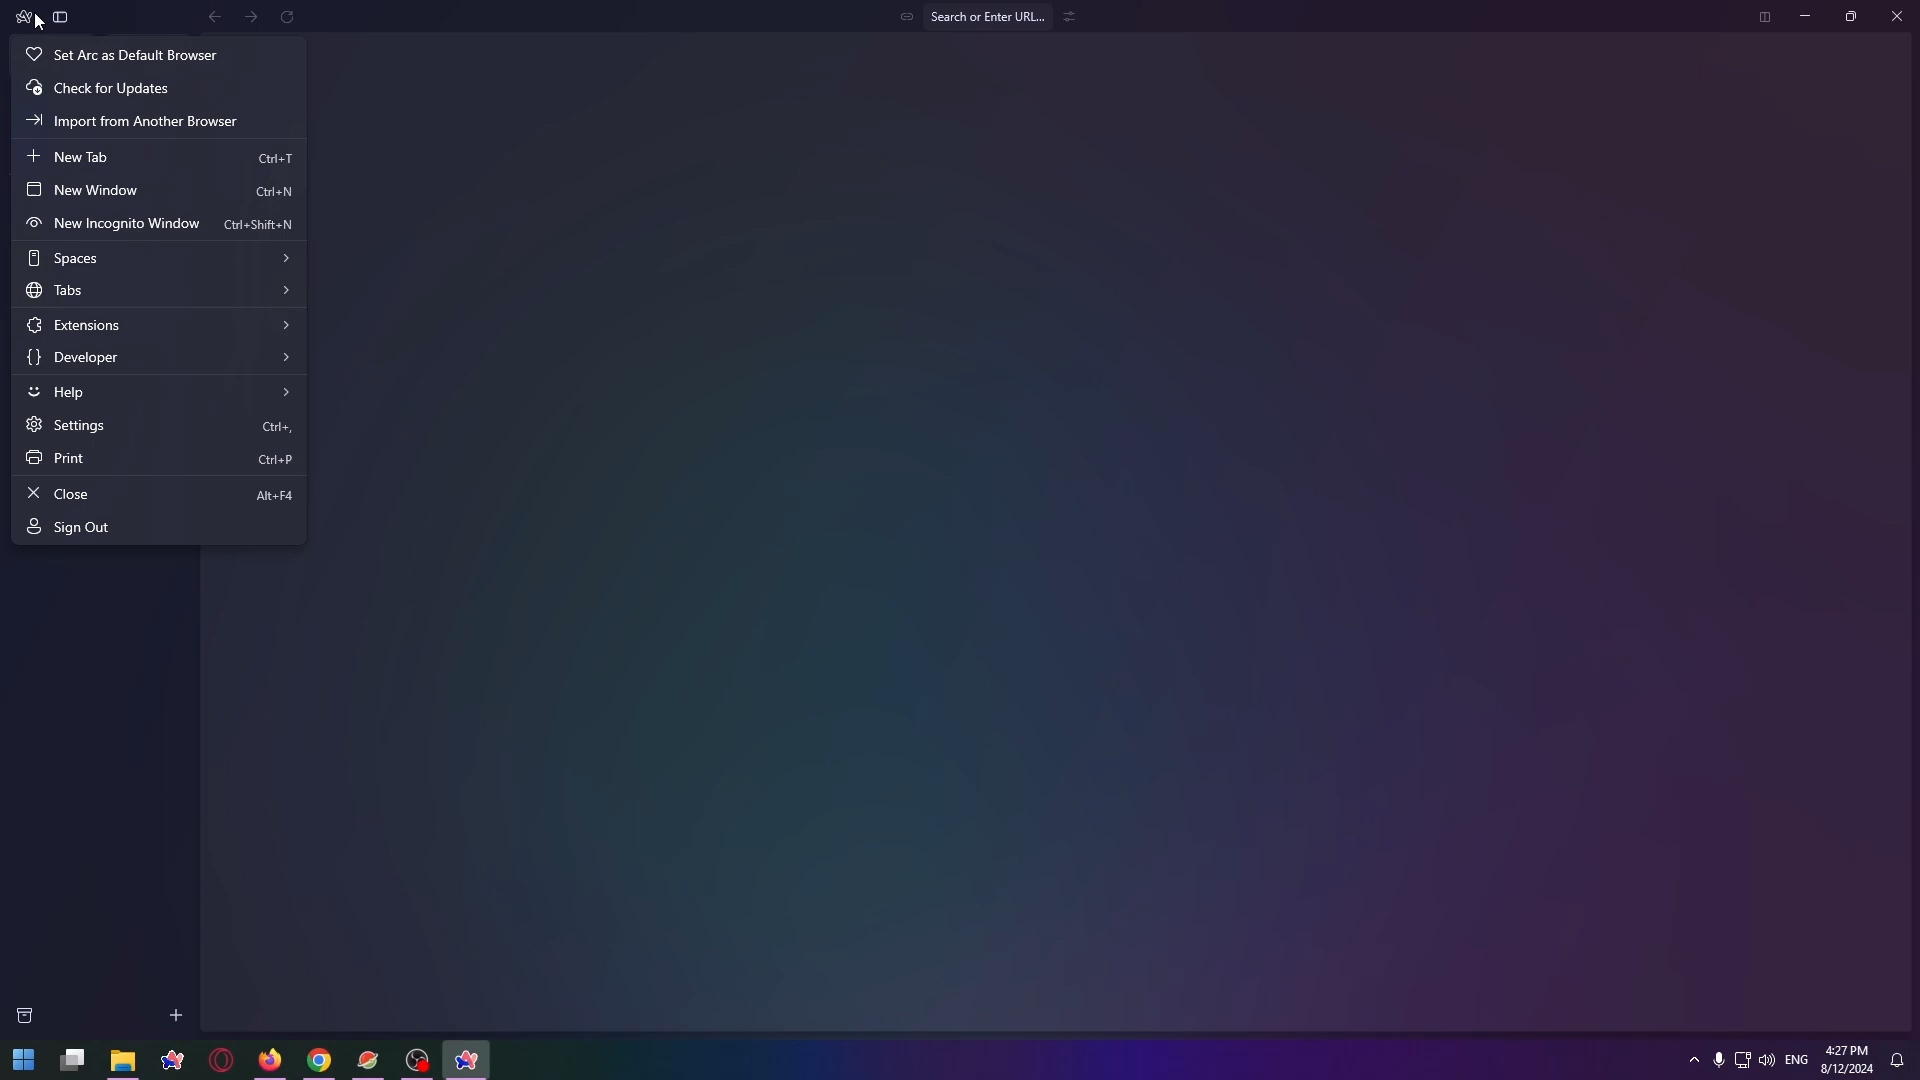 Search or Enter URL...
Set Arc as Default Browser
Check for Updates
Import from Another Browser
New Tab Ctrl+T
New Window Ctrl+N
New Incognito Window Ctrl+Shift+N
Spaces
Tabs
Extensions
Developer
Help
Settings Ctrl+,
Print Ctrl+P
Close Alt+F4
Sign Out
ENG
4:27 PM
8/12/2024